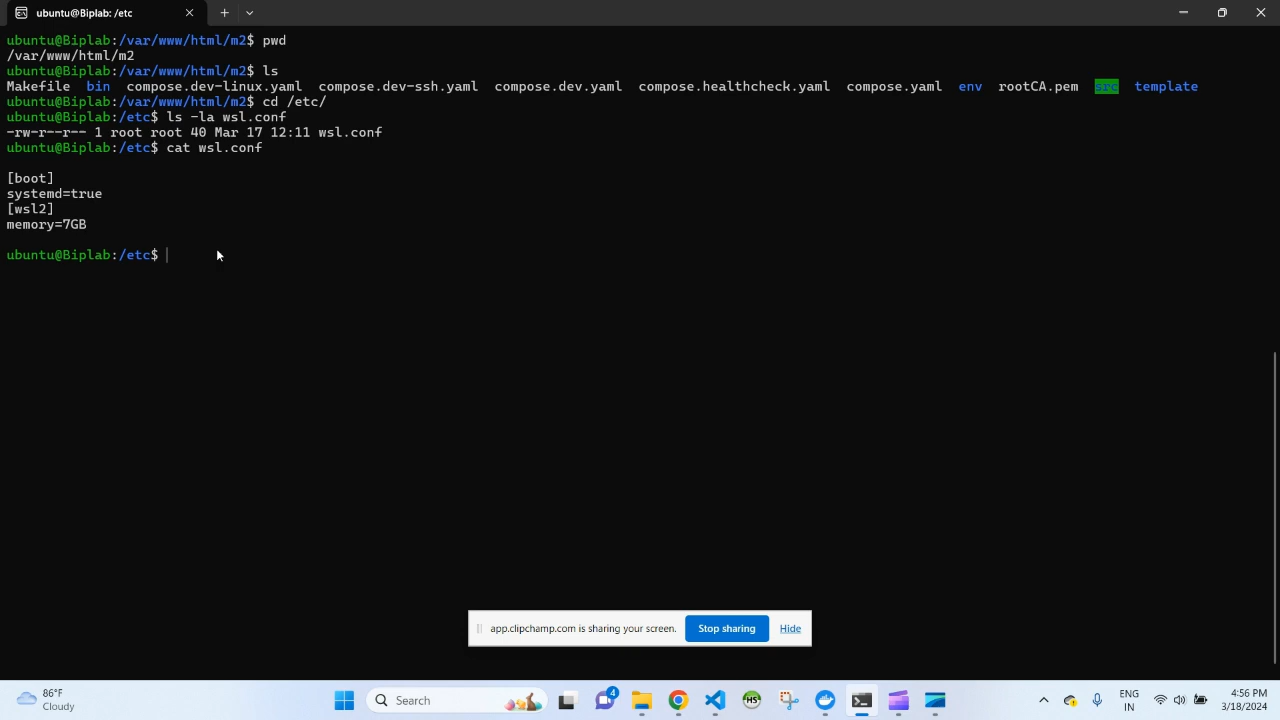 ubuntu@Biplab: /etc
ubuntu@Biplab:/var/www/html/m2$ pwd
/var/www/html/m2
ubuntu@Biplab:/var/www/html/m2$ ls
Makefile bin compose.dev-linux.yaml compose.dev-ssh.yaml compose.dev.yaml compose.healthcheck.yaml compose.yaml env rootCA.pem src template
ubuntu@Biplab:/var/www/html/m2$ cd /etc/
ubuntu@Biplab:/etc$ ls -la wsl.conf
-rw-r--r-- 1 root root 40 Mar 17 12:11 wsl.conf
ubuntu@Biplab:/etc$ cat wsl.conf
[boot]
systemd=true
[wsl2]
memory=7GB
ubuntu@Biplab:/etc$
app.clipchamp.com is sharing your screen. Stop sharing Hide
86°F
Cloudy
Search
4
HS
ENG
IN
4:56 PM
3/18/2024